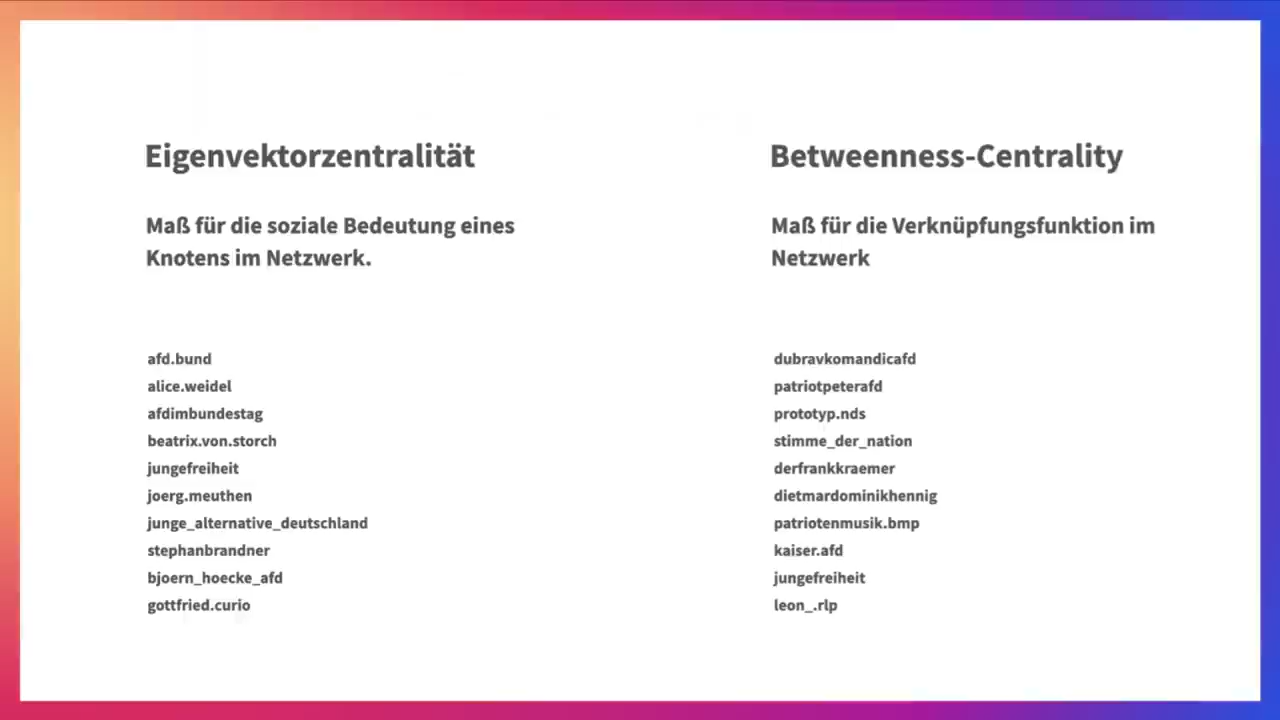 Eigenvektorzentralität
Maß für die soziale Bedeutung eines
Knotens im Netzwerk.
afd.bund
alice.weidel
afdimbundestag
beatrix.von.storch
jungefreiheit
joerg.meuthen
junge_alternative_deutschland
stephanbrandner
bjoern_hoecke_afd
gottfried.curio
Betweenness-Centrality
Maß für die Verknüpfungsfunktion im
Netzwerk
dubravkomandicafd
patriotpeterafd
prototyp.nds
stimme_der_nation
derfrankkraemer
dietmardominikhennig
patriotenmusik.bmp
kaiser.afd
jungefreiheit
leon_.rlp